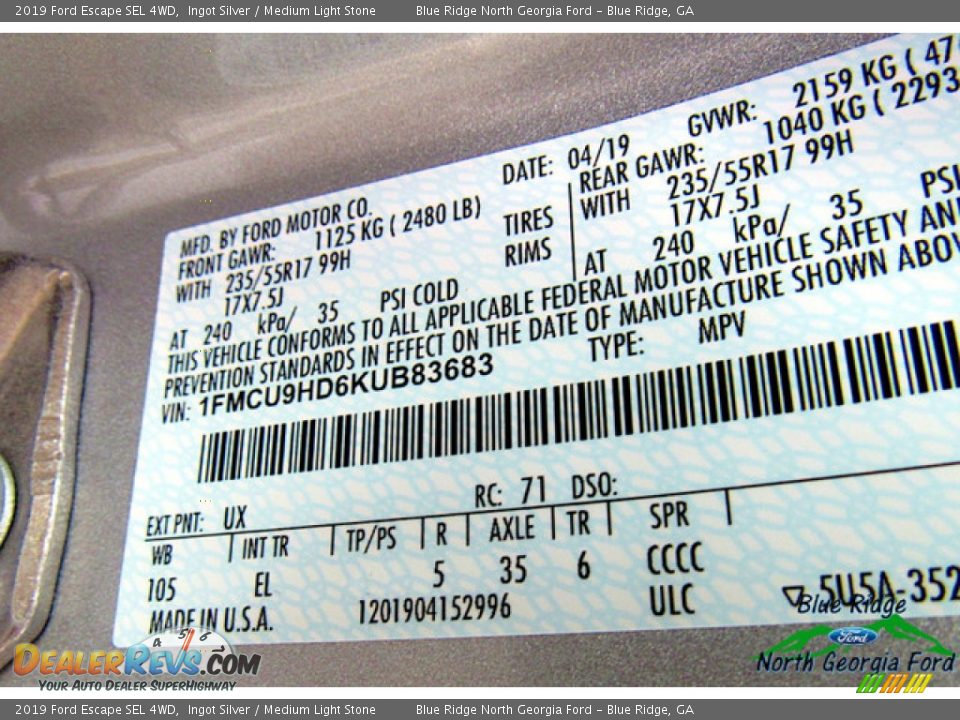 2019 Ford Escape SEL 4WD, Ingot Silver / Medium Light Stone Blue Ridge North Georgia Ford - Blue Ridge, GA
MFD. BY FORD MOTOR CO. DATE: 04/19 GVWR: 2159 KG ( 47
FRONT GAWR: 1125 KG ( 2480 LB) REAR GAWR: 1040 KG ( 2293
WITH 235/55R17 99H TIRES WITH 235/55R17 99H
17X7.5J RIMS 17X7.5J
AT 240 kPa/ 35 PSI COLD AT 240 kPa/ 35 PSI
THIS VEHICLE CONFORMS TO ALL APPLICABLE FEDERAL MOTOR VEHICLE SAFETY AN
PREVENTION STANDARDS IN EFFECT ON THE DATE OF MANUFACTURE SHOWN ABOV
VIN: 1FMCU9HD6KUB83683 TYPE: MPV
EXT PNT: UX RC: 71 DSO:
WB INT TR TP/PS R AXLE TR SPR
105 EL 5 35 6 CCCC
MADE IN U.S.A. 1201904152996 ULC 5U5A-352
Blue Ridge
Ford
North Georgia Ford
4 5 6
DEALERREVS.COM
YOUR AUTO DEALER SUPERHIGHWAY
2019 Ford Escape SEL 4WD, Ingot Silver / Medium Light Stone Blue Ridge North Georgia Ford - Blue Ridge, GA